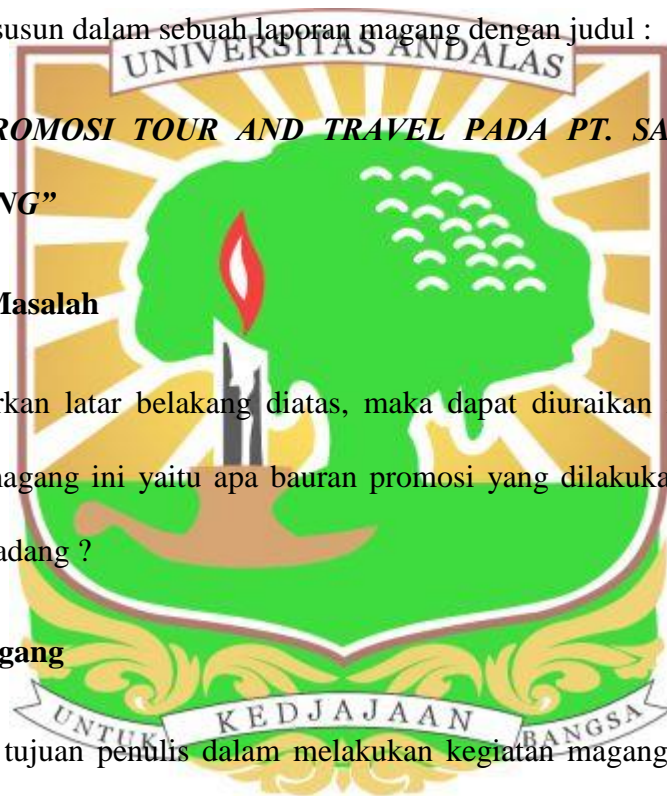 susun dalam sebuah laporan magang dengan judul :
UNIVERSITAS ANDALAS
ROMOSI TOUR AND TRAVEL PADA PT. SA
NG”
Masalah
rkan latar belakang diatas, maka dapat diuraikan
nagang ini yaitu apa bauran promosi yang dilakuka
adang ?
gang
UNTUK KEDJAJAAN BANGSA
tujuan penulis dalam melakukan kegiatan magang